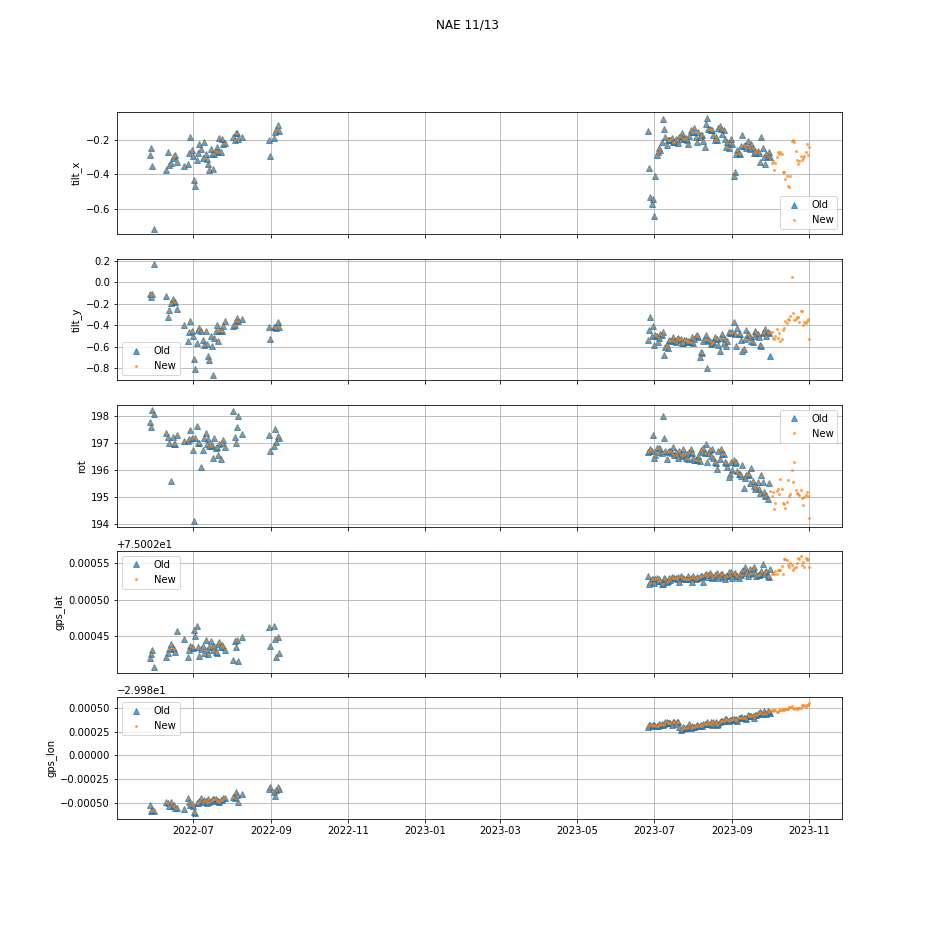 NAE 11/13
−0.2
−0.4
−0.6
tilt_x
Old
New
0.2
0.0
−0.2
−0.4
−0.6
−0.8
tilt_y
Old
New
198
197
196
195
194
rot
Old
New
+7.5002e1
0.00055
0.00050
0.00045
gps_lat
Old
New
−2.998e1
0.00050
0.00025
0.00000
−0.00025
−0.00050
gps_lon
Old
New
2022-07 2022-09 2022-11 2023-01 2023-03 2023-05 2023-07 2023-09 2023-11